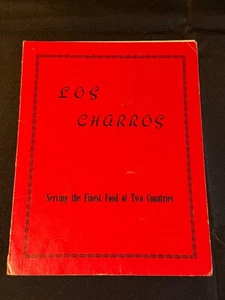 LOS
CHARROS
Serving the Finest Food of Two Countries